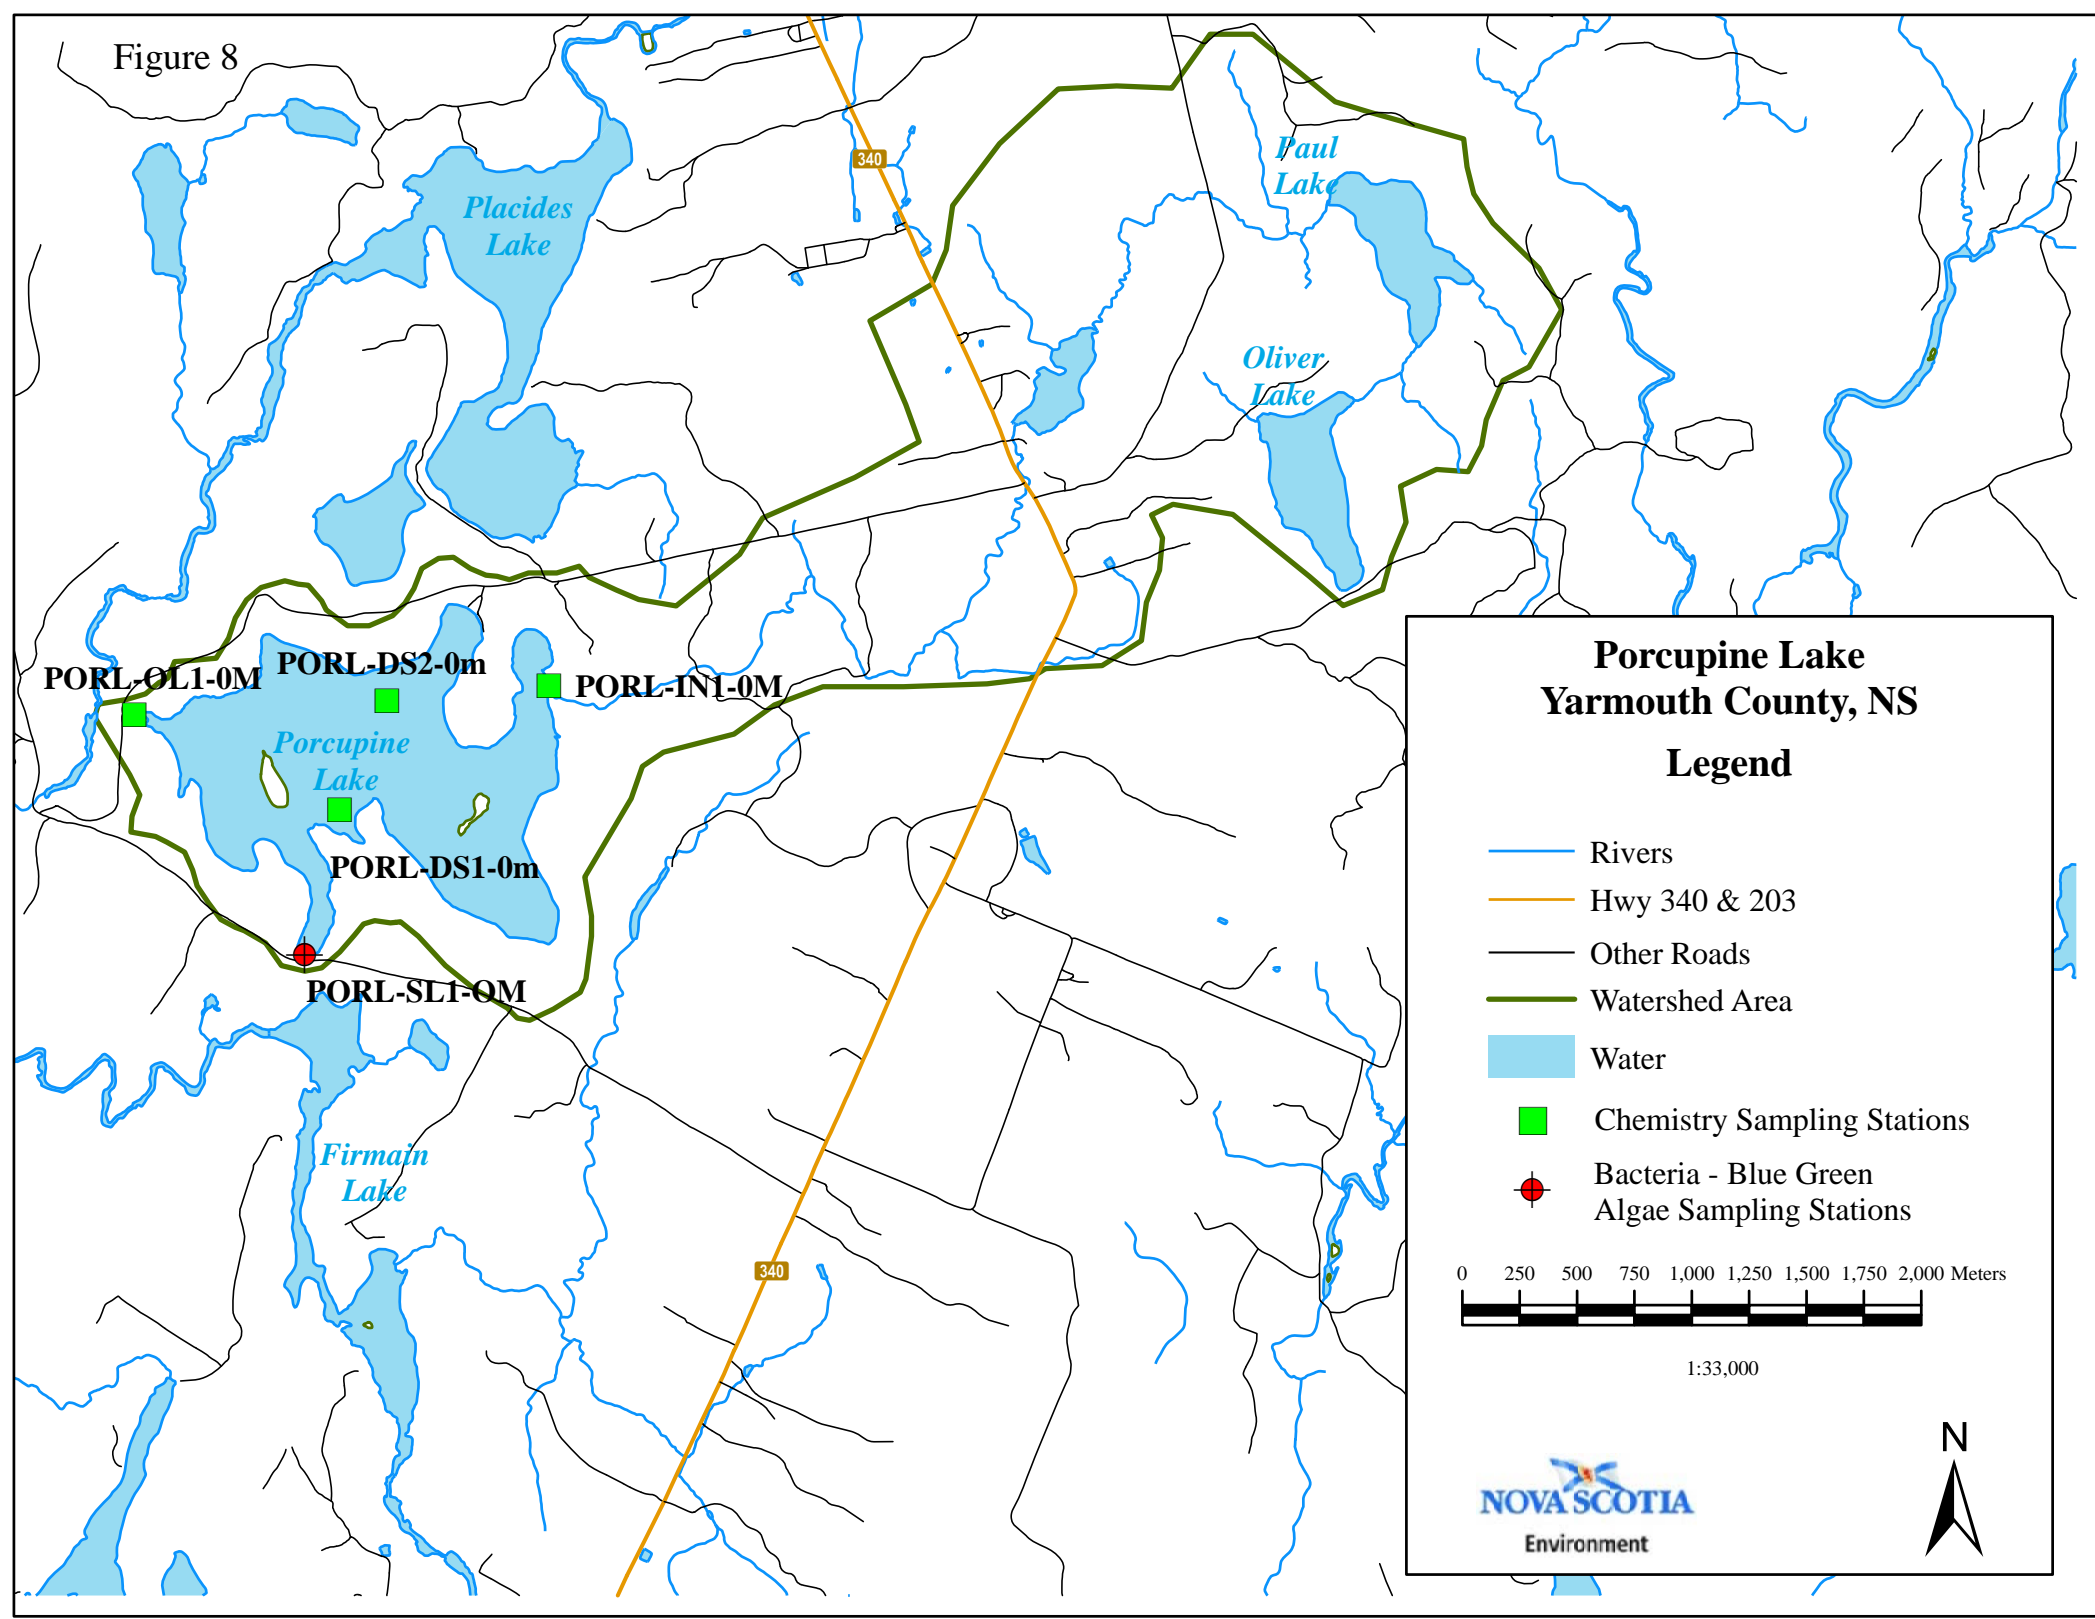 Figure 8
340
Paul
Lake
Placides
Lake
Oliver
Lake
PORL-DS2-0m
PORL-OL1-0M
PORL-IN1-0M
Porcupine
Lake
PORL-DS1-0m
PORL-SL1-OM
Firmain
Lake
340
Porcupine Lake
Yarmouth County, NS
Legend
Rivers
Hwy 340 & 203
Other Roads
Watershed Area
Water
Chemistry Sampling Stations
Bacteria - Blue Green
Algae Sampling Stations
0 250 500 750 1,000 1,250 1,500 1,750 2,000 Meters
1:33,000
N
NOVA SCOTIA
Environment